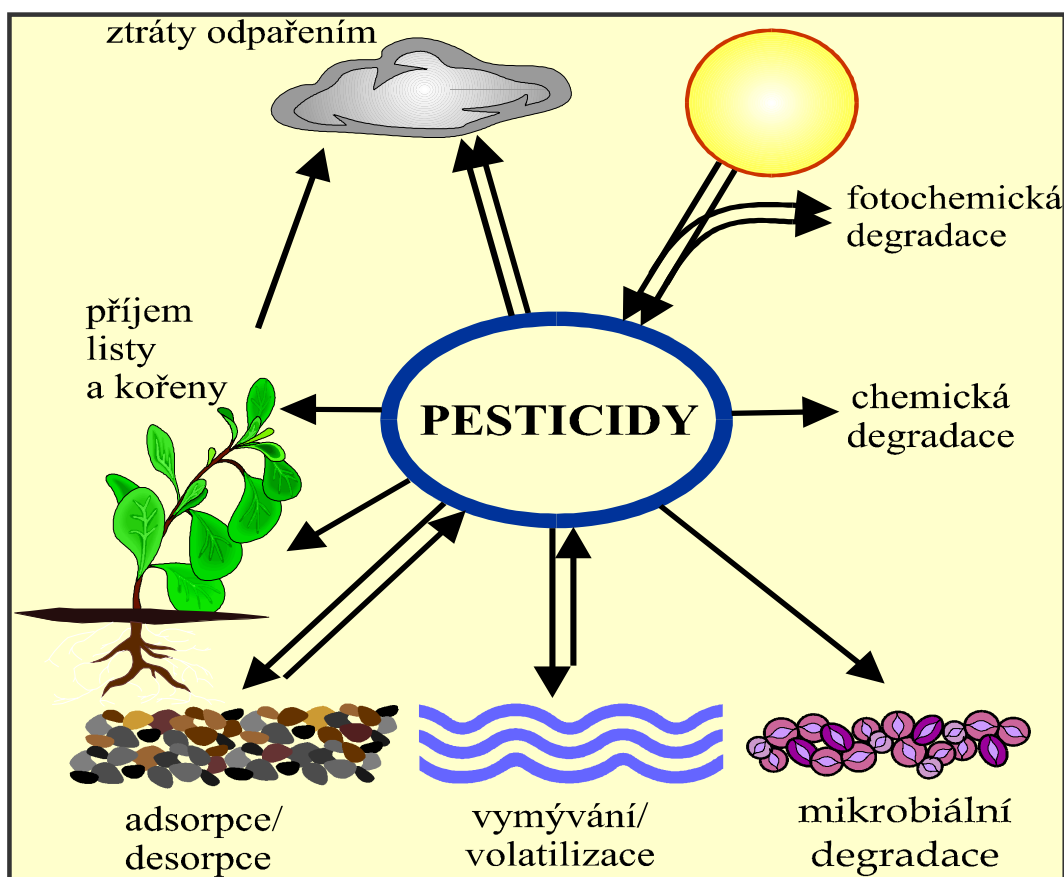 ztráty odpařením
fotochemická
degradace
příjem
listy
a kořeny
PESTICIDY
chemická
degradace
adsorpce/
desorpce
vymývání/
volatilizace
mikrobiální
degradace